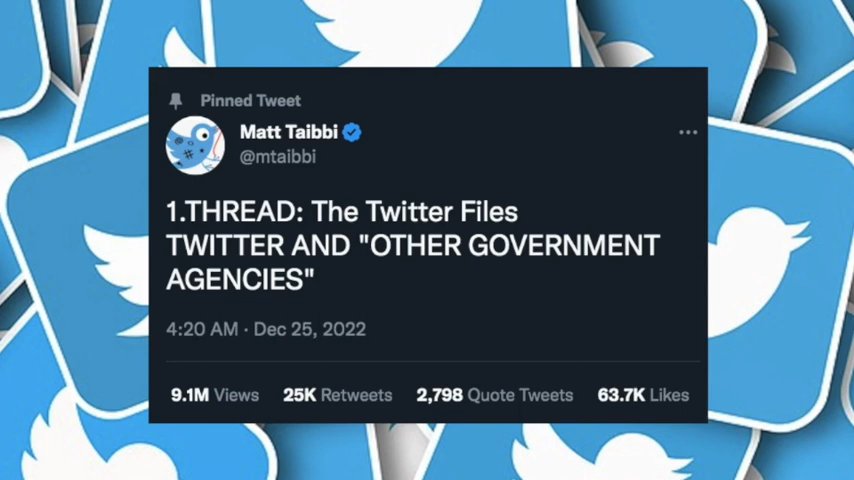 Pinned Tweet
Matt Taibbi
@mtaibbi
1.THREAD: The Twitter Files
TWITTER AND "OTHER GOVERNMENT
AGENCIES"
4:20 AM · Dec 25, 2022
9.1M Views 25K Retweets 2,798 Quote Tweets 63.7K Likes